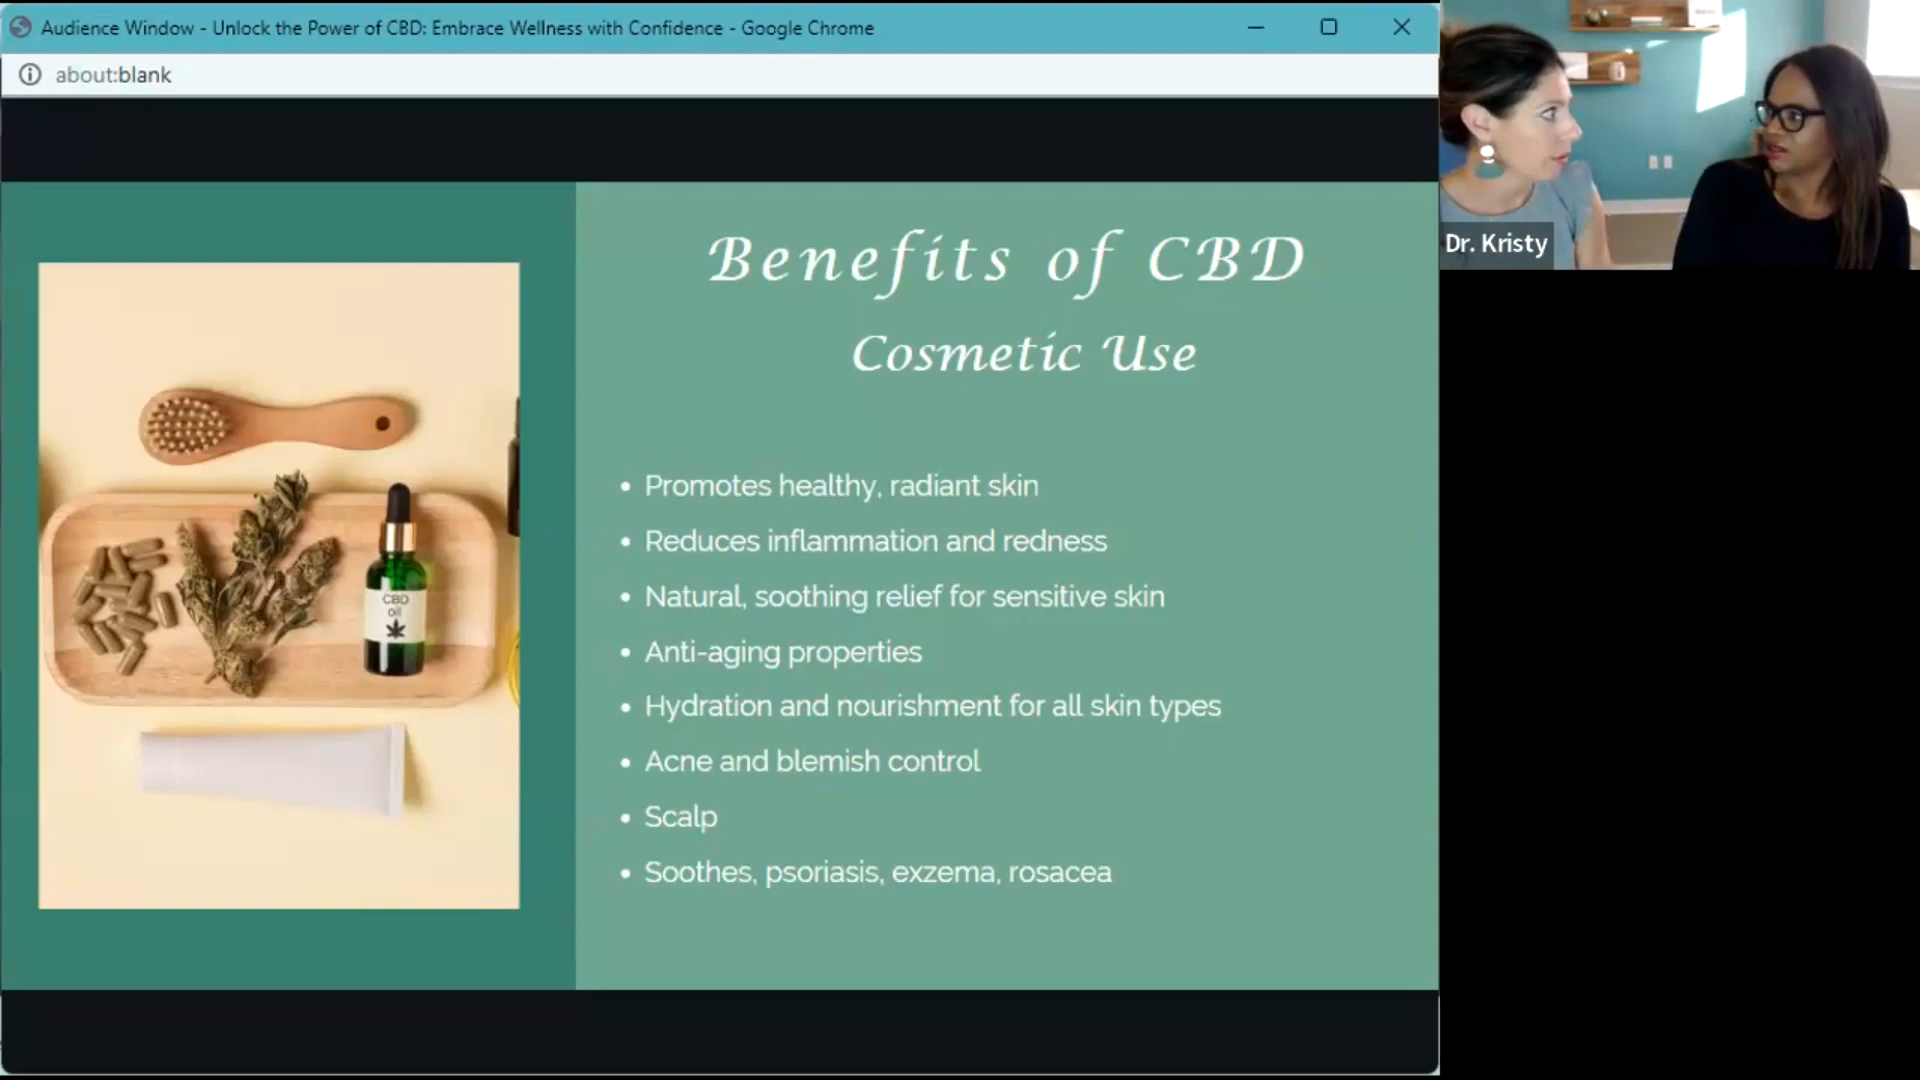 Audience Window - Unlock the Power of CBD: Embrace Wellness with Confidence - Google Chrome
about:blank
Dr. Kristy
Benefits of CBD
Cosmetic Use
• Promotes healthy, radiant skin
• Reduces inflammation and redness
• Natural, soothing relief for sensitive skin
• Anti-aging properties
• Hydration and nourishment for all skin types
• Acne and blemish control
• Scalp
• Soothes, psoriasis, exzema, rosacea
CBD
oil